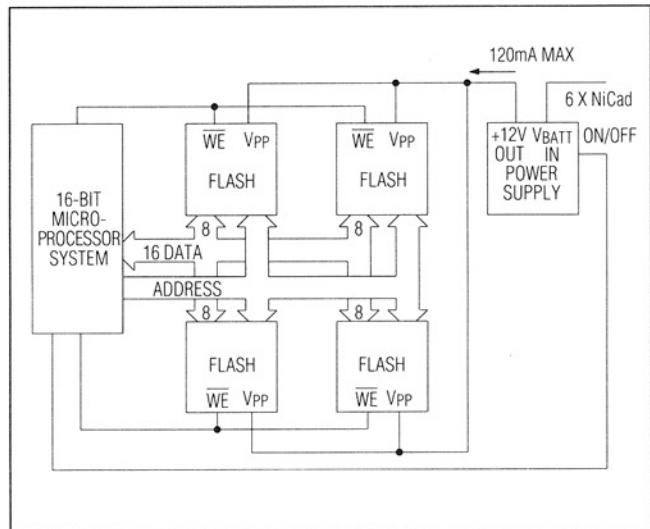 120mA MAX
6 X NiCad
WE VPP
WE VPP
+12V VBATT
ON/OFF
OUT IN
POWER
SUPPLY
FLASH
FLASH
16-BIT
MICRO-
PROCESSOR
SYSTEM
8
8
16 DATA
ADDRESS
8
8
FLASH
FLASH
WE VPP
WE VPP